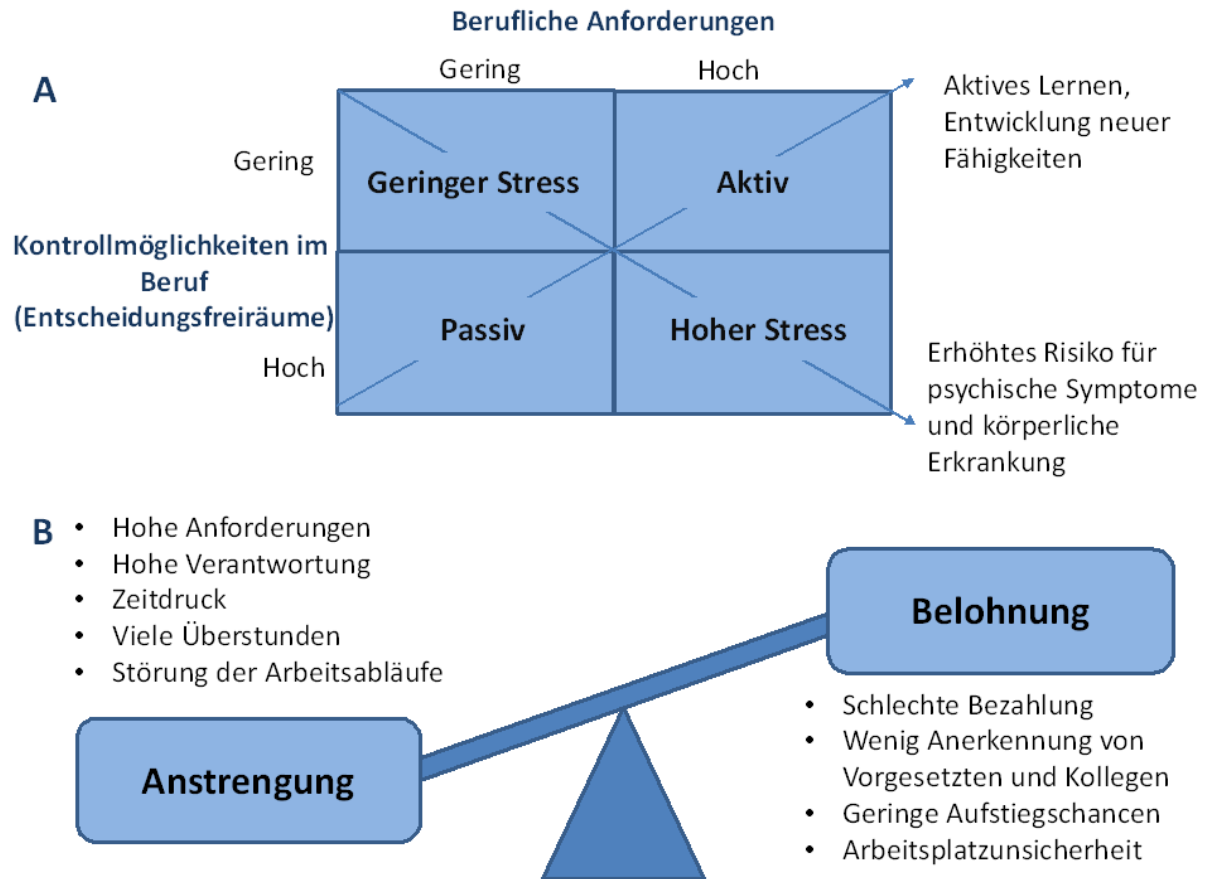 Berufliche Anforderungen
A
Gering
Hoch
Gering
Geringer Stress
Aktiv
Aktives Lernen,
Entwicklung neuer
Fähigkeiten
Kontrollmöglichkeiten im
Beruf
(Entscheidungsfreiräume)
Hoch
Passiv
Hoher Stress
Erhöhtes Risiko für
psychische Symptome
und körperliche
Erkrankung
B
• Hohe Anforderungen
• Hohe Verantwortung
• Zeitdruck
• Viele Überstunden
• Störung der Arbeitsabläufe
Anstrengung
Belohnung
• Schlechte Bezahlung
• Wenig Anerkennung von
Vorgesetzten und Kollegen
• Geringe Aufstiegschancen
• Arbeitsplatzunsicherheit